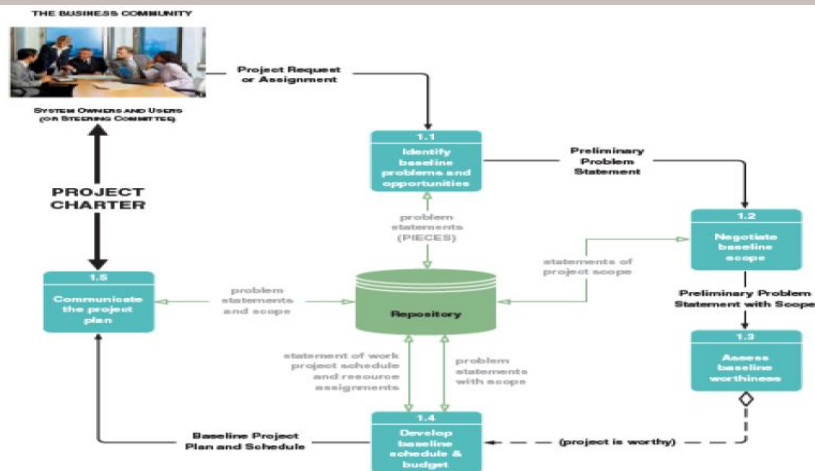 THE BUSINESS COMMUNITY
Project Request
or Assignment
SYSTEM OWNERS AND USERS
(OR STEERING COMMITTEE)
1.1
Identify
baseline
problems and
opportunities
Preliminary
Problem
Statement
PROJECT
CHARTER
problem
statements
(PIECES)
1.2
Negotiate
baseline
scope
statements of
project scope
1.5
Communicate
the project
plan
problem
statements
and scope
Repository
Preliminary Problem
Statement with Scope
1.3
Assess
baseline
worthiness
statement of work
project schedule
and resource
assignments
problem
statements
with scope
1.4
Develop
baseline
schedule &
budget
Baseline Project
Plan and Schedule
(project is worthy)